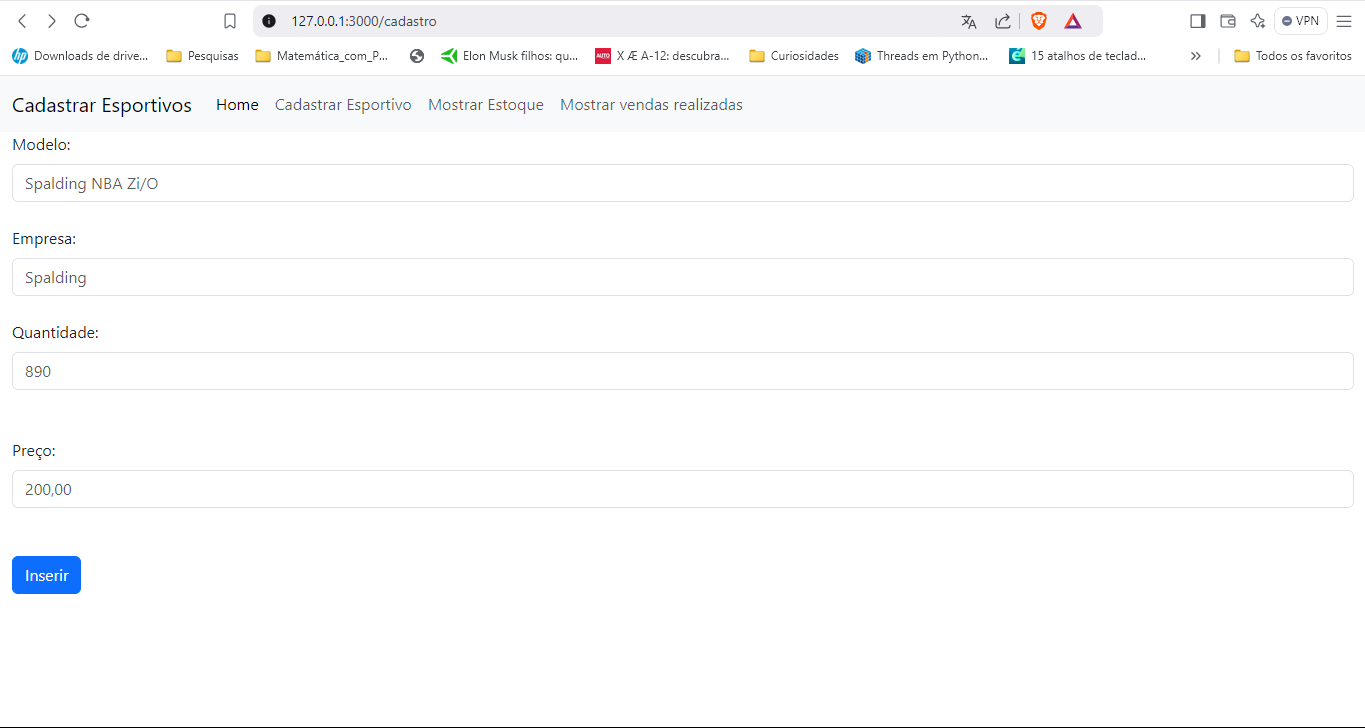 127.0.0.1:3000/cadastro VPN
Downloads de drive... Pesquisas Matemática_com_P... Elon Musk filhos: qu... AUTO X Æ A-12: descubra... Curiosidades Threads em Python... 15 atalhos de teclad... » Todos os favoritos
Cadastrar Esportivos Home Cadastrar Esportivo Mostrar Estoque Mostrar vendas realizadas
Modelo:
Spalding NBA Zi/O
Empresa:
Spalding
Quantidade:
890
Preço:
200,00
Inserir